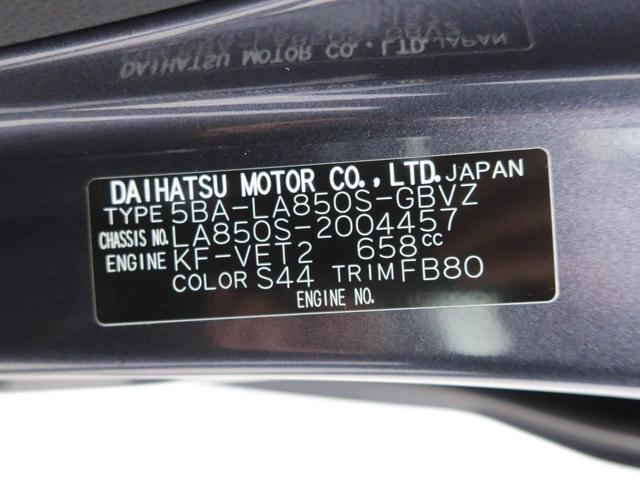 DAIHATSU MOTOR CO., LTD. JAPAN
TYPE 5BA-LA850S-GBVZ
CHASSIS NO. LA850S-2004457
ENGINE KF-VET2 658cc
COLOR S44 TRIM FB80
ENGINE NO.